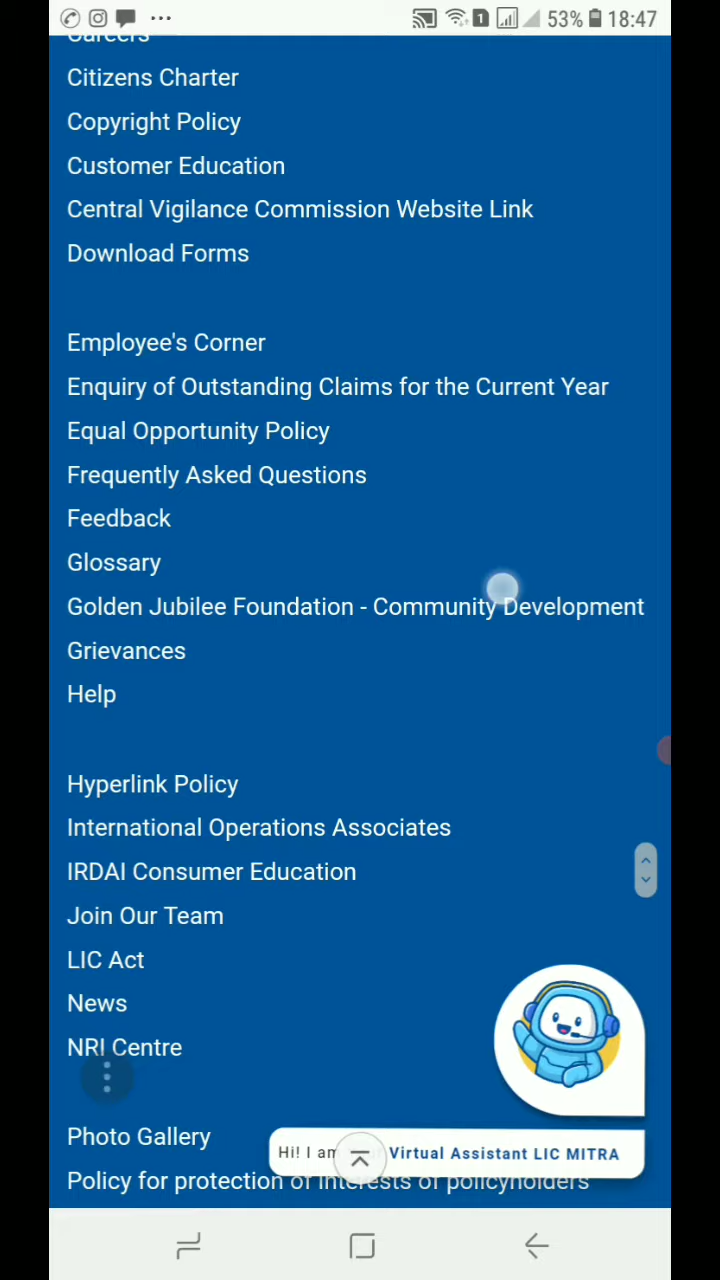 53% 18:47
Careers
Citizens Charter
Copyright Policy
Customer Education
Central Vigilance Commission Website Link
Download Forms
Employee's Corner
Enquiry of Outstanding Claims for the Current Year
Equal Opportunity Policy
Frequently Asked Questions
Feedback
Glossary
Golden Jubilee Foundation - Community Development
Grievances
Help
Hyperlink Policy
International Operations Associates
IRDAI Consumer Education
Join Our Team
LIC Act
News
NRI Centre
Photo Gallery
Hi! I am Virtual Assistant LIC MITRA
Policy for protection of interests of policyholders